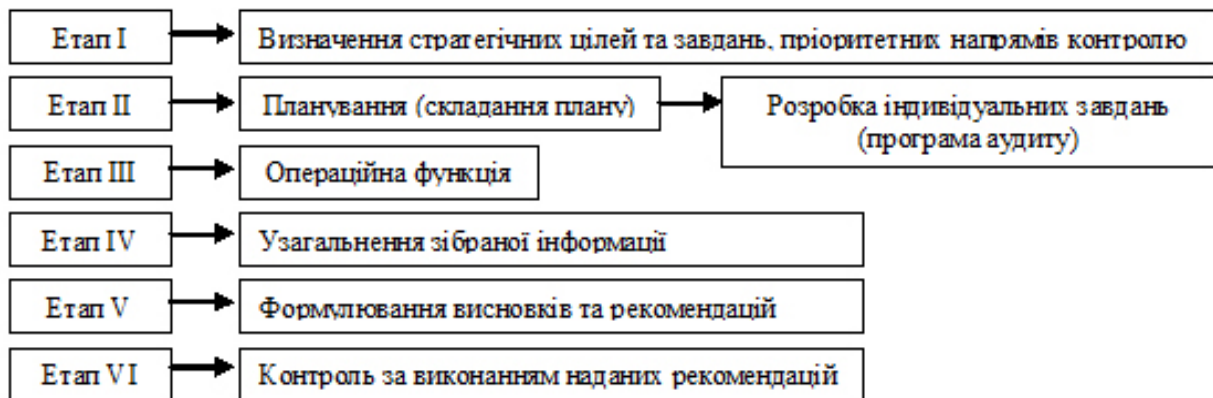 Етап I
Визначення стратегічних цілей та завдань, пріоритетних напрямів контролю
Етап II
Планування (складання плану)
Розробка індивідуальних завдань
(програма аудиту)
Етап III
Операційна функція
Етап IV
Узагальнення зібраної інформації
Етап V
Формулювання висновків та рекомендацій
Етап VI
Контроль за виконанням наданих рекомендацій